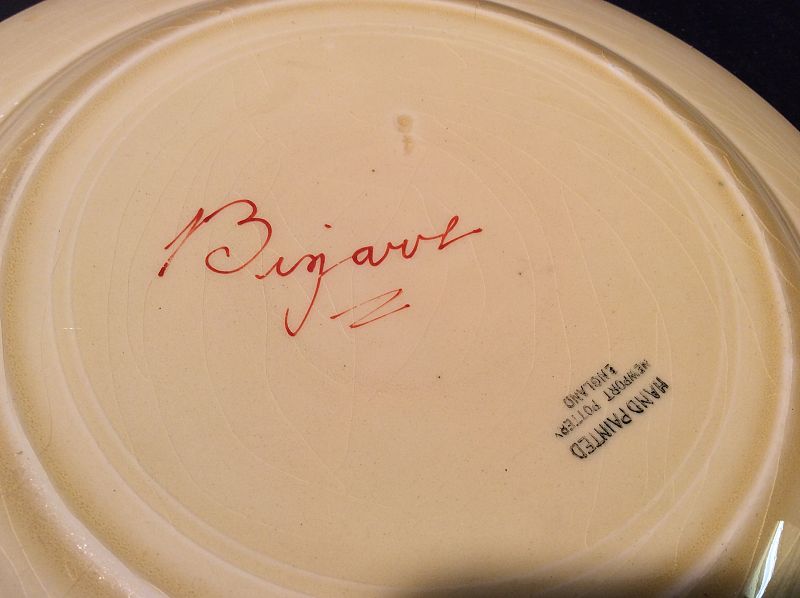 Bizarre
HAND PAINTED
NEWPORT POTTERY
ENGLAND